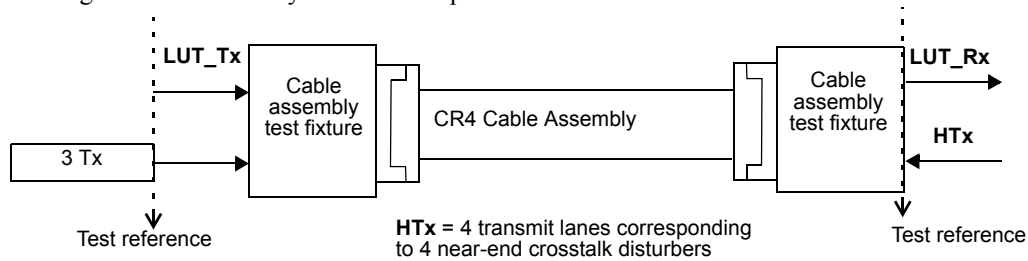 LUT_Tx
Cable
assembly
test fixture
3 Tx
Test reference
CR4 Cable Assembly
HTx = 4 transmit lanes corresponding
to 4 near-end crosstalk disturbers
Cable
assembly
test fixture
LUT_Rx
HTx
Test reference